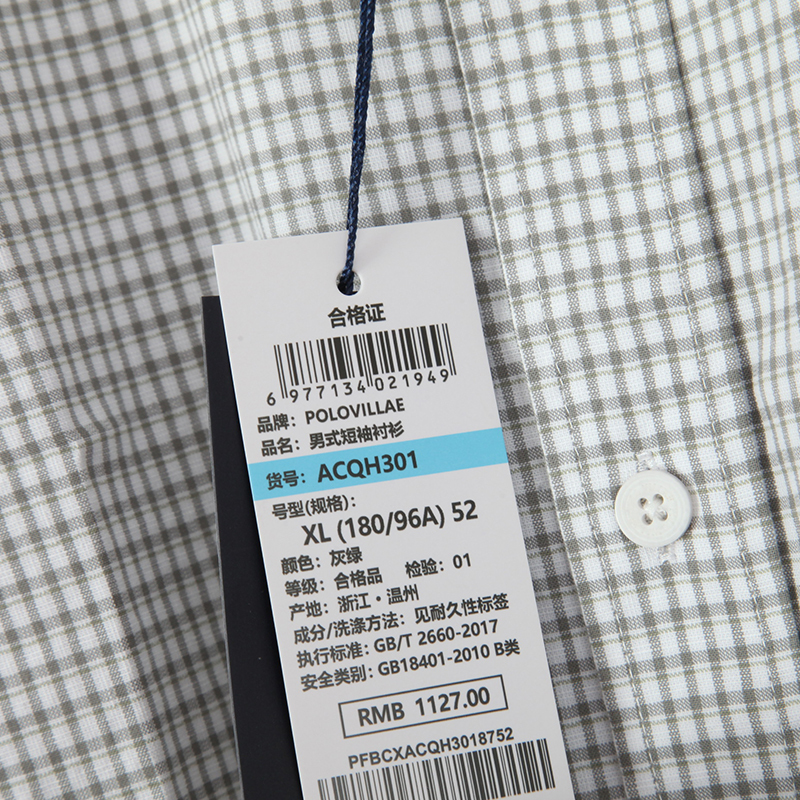 合格证
6 977134 021949
品牌：POLOVILLAE
品名：男式短袖衬衫
货号：ACQH301
号型(规格)：
XL (180/96A) 52
颜色：灰绿
等级：合格品 检验：01
产地：浙江·温州
成分/洗涤方法：见耐久性标签
执行标准：GB/T 2660-2017
安全类别：GB18401-2010 B类
RMB 1127.00
PFBCXACQH3018752